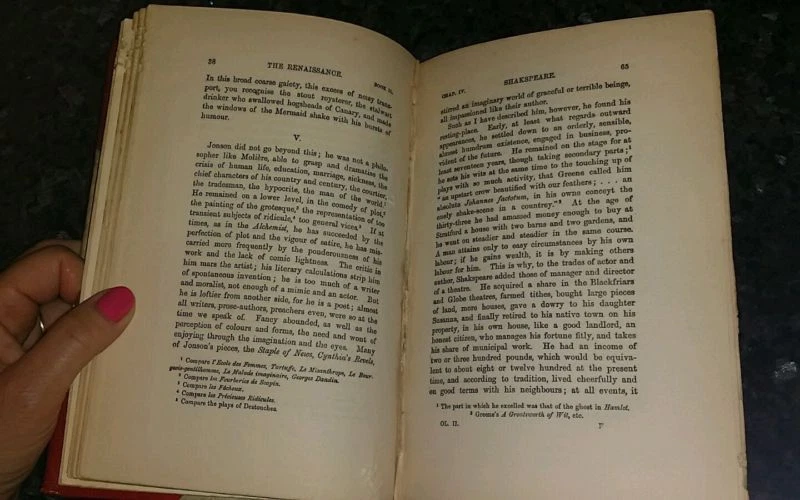 38
THE RENAISSANCE.
BOOK II.
In this broad coarse gaiety, this excess of noisy trans-
port, you recognise the stout roysterer, the stalwart
drinker who swallowed hogsheads of Canary, and made
the windows of the Mermaid shake with his bursts of
humour.
V.
Jonson did not go beyond this; he was not a philo-
sopher like Molière, able to grasp and dramatise the
crisis of human life, education, marriage, sickness, the
chief characters of his country and century, the courtier,
the tradesman, the hypocrite, the man of the world.¹
He remained on a lower level, in the comedy of plot,²
the painting of the grotesque,³ the representation of too
transient subjects of ridicule,⁴ too general vices.⁵ If at
times, as in the Alchemist, he has succeeded by the
perfection of plot and the vigour of satire, he has mis-
carried more frequently by the ponderousness of his
work and the lack of comic lightness. The critic in
him mars the artist; his literary calculations strip him
of spontaneous invention; he is too much of a writer
and moralist, not enough of a mimic and an actor. But
he is loftier from another side, for he is a poet; almost
all writers, prose-authors, preachers even, were so at the
time we speak of. Fancy abounded, as well as the
perception of colours and forms, the need and wont of
enjoying through the imagination and the eyes. Many
of Jonson's pieces, the Staple of News, Cynthia's Revels,
¹ Compare l'Ecole des Femmes, Tartuffe, Le Misanthrope, Le Bour-
geois-gentilhomme, Le Malade imaginaire, Georges Dandin.
² Compare les Fourberies de Scapin.
³ Compare les Fâcheux.
⁴ Compare les Précieuses Ridicules.
⁵ Compare the plays of Destouches.
CHAP. IV.
SHAKSPEARE.
65
stirred an imaginary world of graceful or terrible beings,
all impassioned like their author.
Such as I have described him, however, he found his
resting-place. Early, at least what regards outward
appearances, he settled down to an orderly, sensible,
almost humdrum existence, engaged in business, pro-
vident of the future. He remained on the stage for at
least seventeen years, though taking secondary parts;¹
he sets his wits at the same time to the touching up of
plays with so much activity, that Greene called him
"an upstart crow beautified with our feathers; . . . an
absolute Johannes factotum, in his owne conceyt the
onely shake-scene in a countrey."² At the age of
thirty-three he had amassed money enough to buy at
Stratford a house with two barns and two gardens, and
he went on steadier and steadier in the same course.
A man attains only to easy circumstances by his own
labour; if he gains wealth, it is by making others
labour for him. This is why, to the trades of actor and
author, Shakspeare added those of manager and director
of a theatre. He acquired a share in the Blackfriars
and Globe theatres, farmed tithes, bought large pieces
of land, more houses, gave a dowry to his daughter
Susanna, and finally retired to his native town on his
property, in his own house, like a good landlord, an
honest citizen, who manages his fortune fitly, and takes
his share of municipal work. He had an income of
two or three hundred pounds, which would be equiva-
lent to about eight or twelve hundred at the present
time, and according to tradition, lived cheerfully and
on good terms with his neighbours; at all events, it
¹ The part in which he excelled was that of the ghost in Hamlet.
² Greene's A Groatsworth of Wit, etc.
OL. II.
F